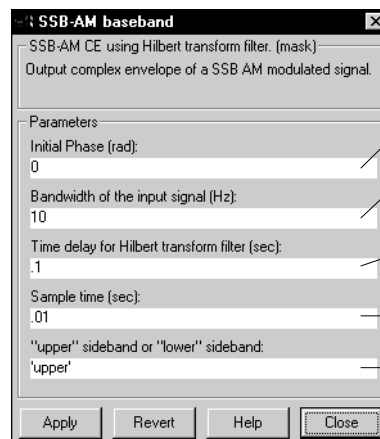 SSB-AM baseband
SSB-AM CE using Hilbert transform filter. (mask)
Output complex envelope of a SSB AM modulated signal.
Parameters
Initial Phase (rad):
0
Bandwidth of the input signal (Hz):
10
Time delay for Hilbert transform filter (sec):
.1
Sample time (sec):
.01
"upper" sideband or "lower" sideband:
'upper'
Apply Revert Help Close